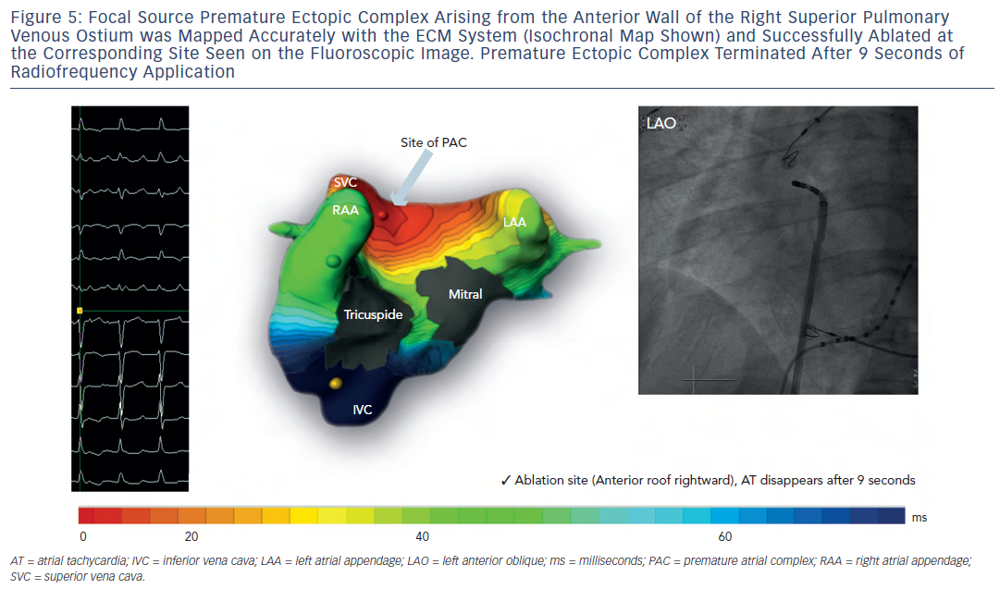 Figure 5: Focal Source Premature Ectopic Complex Arising from the Anterior Wall of the Right Superior Pulmonary
Venous Ostium was Mapped Accurately with the ECM System (Isochronal Map Shown) and Successfully Ablated at
the Corresponding Site Seen on the Fluoroscopic Image. Premature Ectopic Complex Terminated After 9 Seconds of
Radiofrequency Application
LAO
Site of PAC
SVC
RAA
LAA
Mitral
Tricuspide
IVC
✓ Ablation site (Anterior roof rightward), AT disappears after 9 seconds
ms
0 20 40 60
AT = atrial tachycardia; IVC = inferior vena cava; LAA = left atrial appendage; LAO = left anterior oblique; ms = milliseconds; PAC = premature atrial complex; RAA = right atrial appendage;
SVC = superior vena cava.